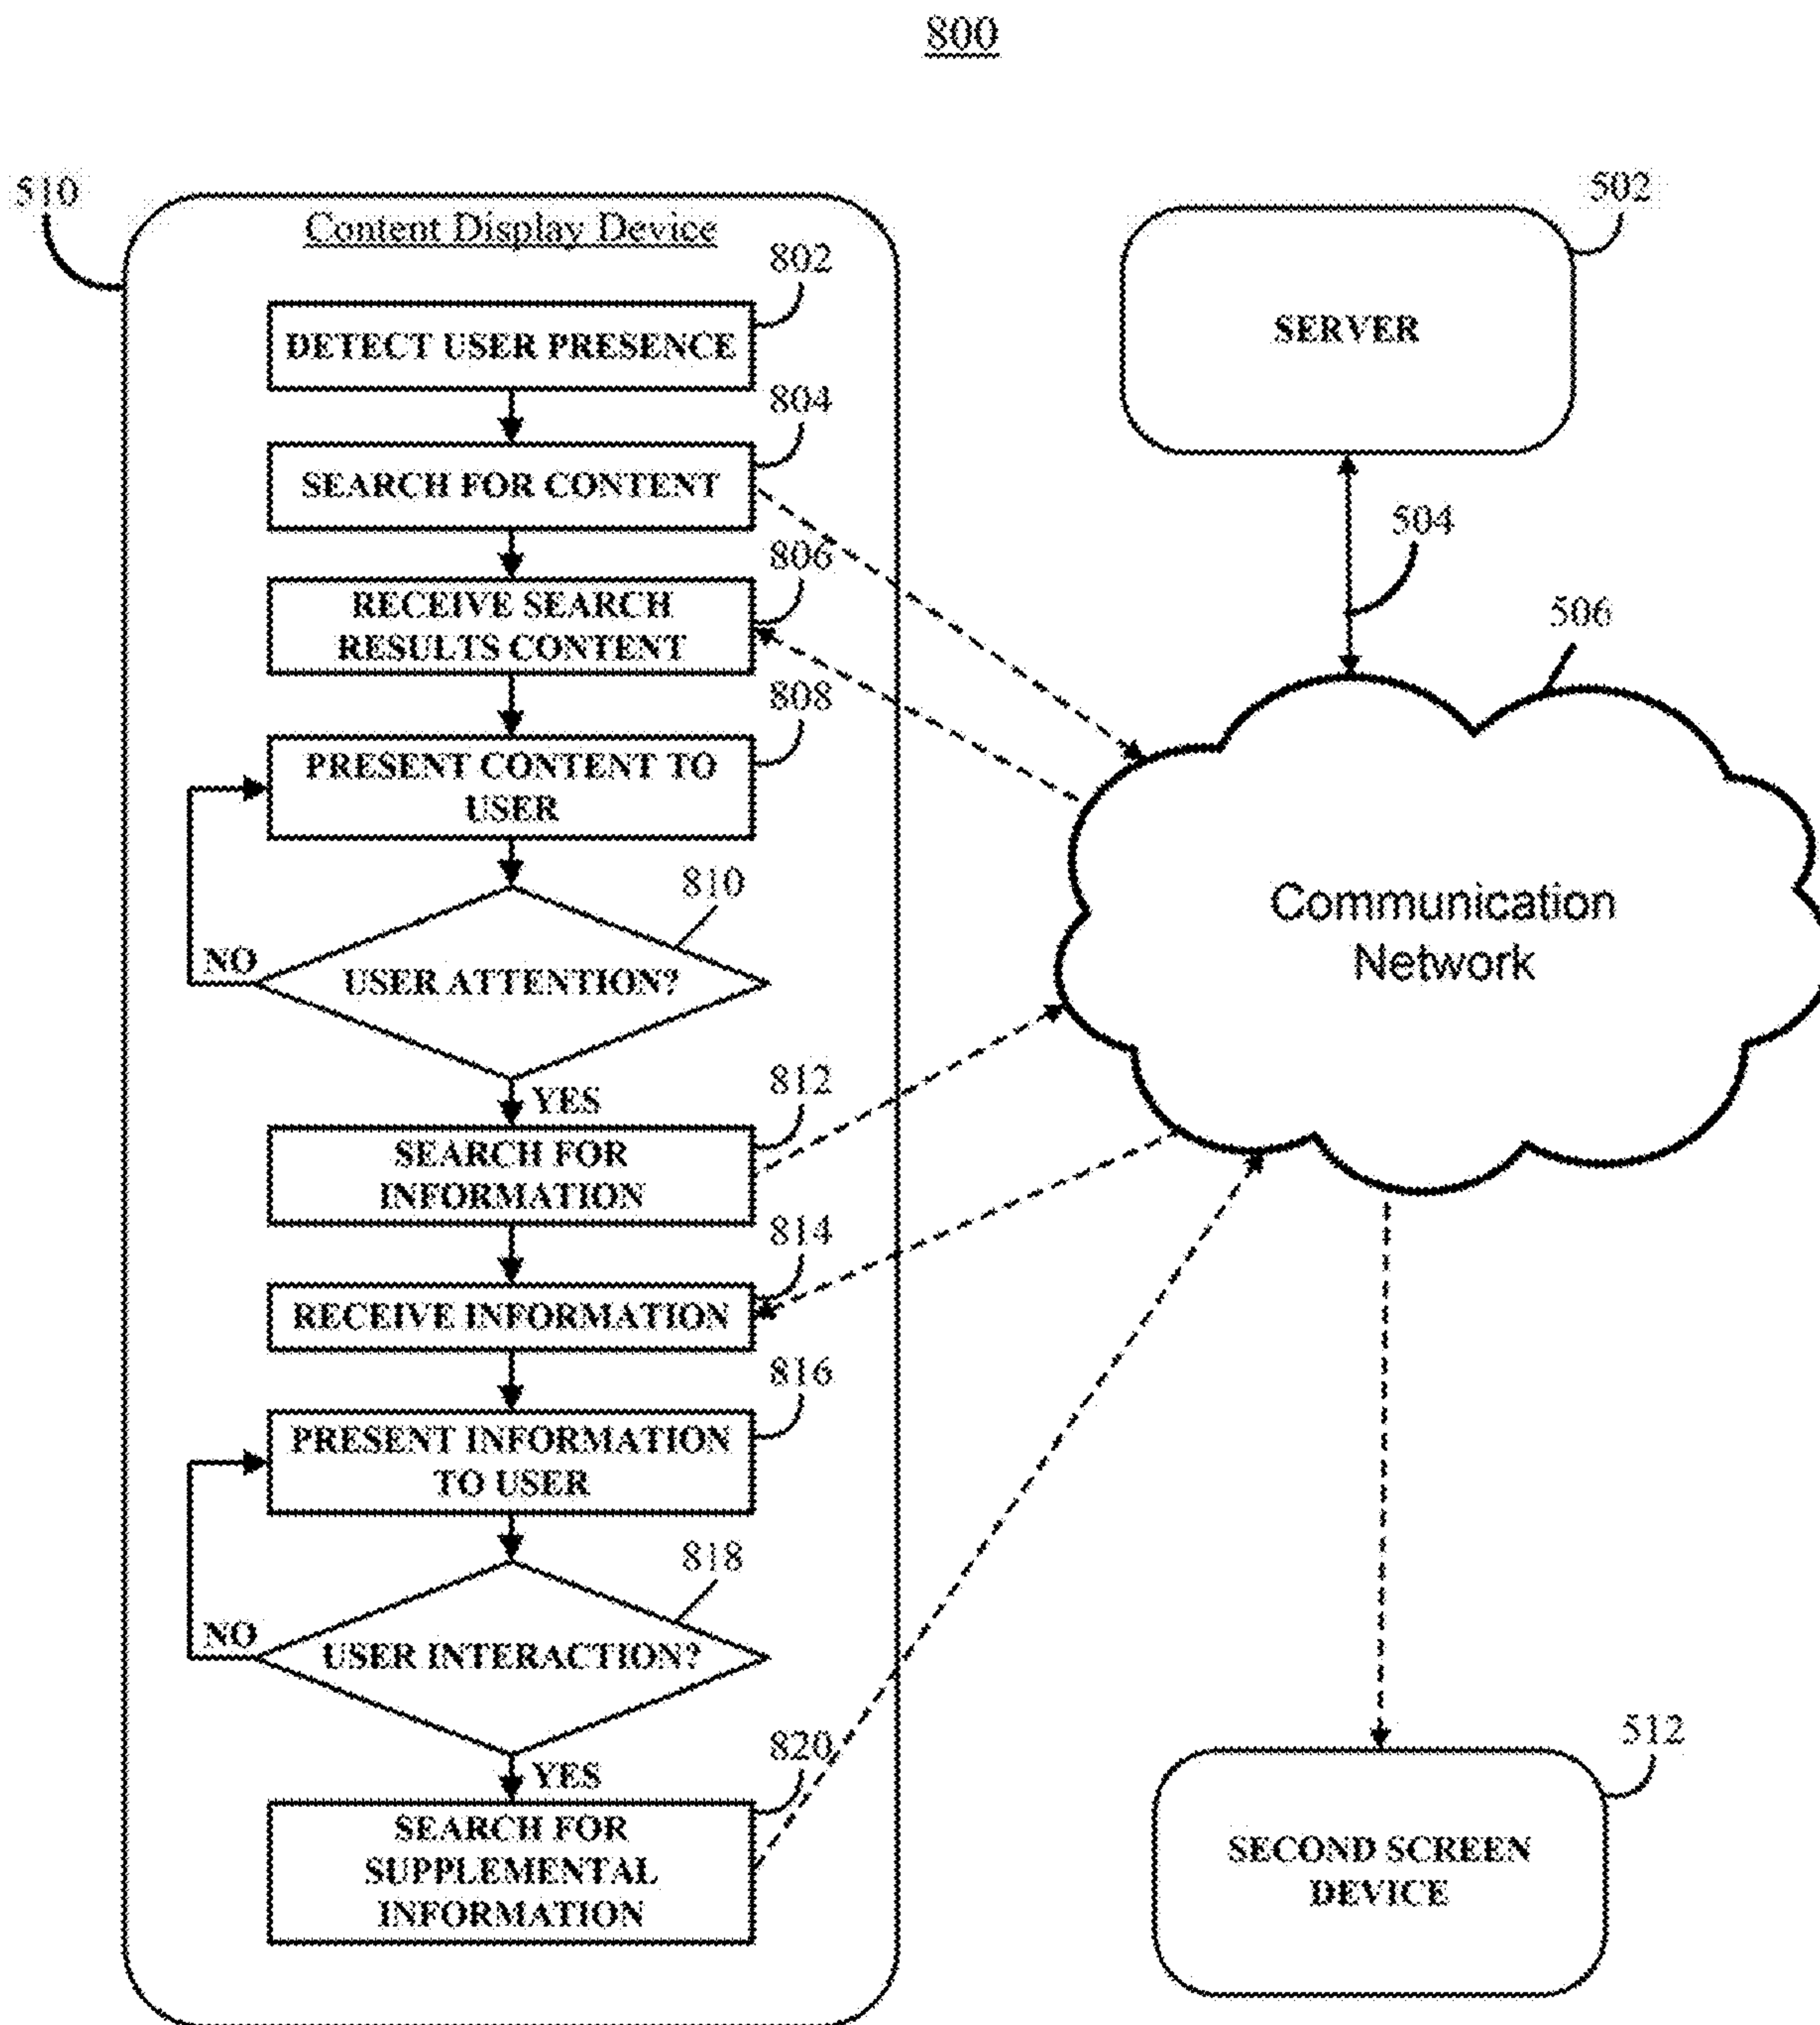 800
510
Content Display Device
802
DETECT USER PRESENCE
804
SEARCH FOR CONTENT
806
RECEIVE SEARCH
RESULTS CONTENT
808
PRESENT CONTENT TO
USER
810
NO
USER ATTENTION?
YES
812
SEARCH FOR
INFORMATION
814
RECEIVE INFORMATION
816
PRESENT INFORMATION
TO USER
818
NO
USER INTERACTION?
YES
820
SEARCH FOR
SUPPLEMENTAL
INFORMATION
502
SERVER
504
506
Communication
Network
512
SECOND SCREEN
DEVICE